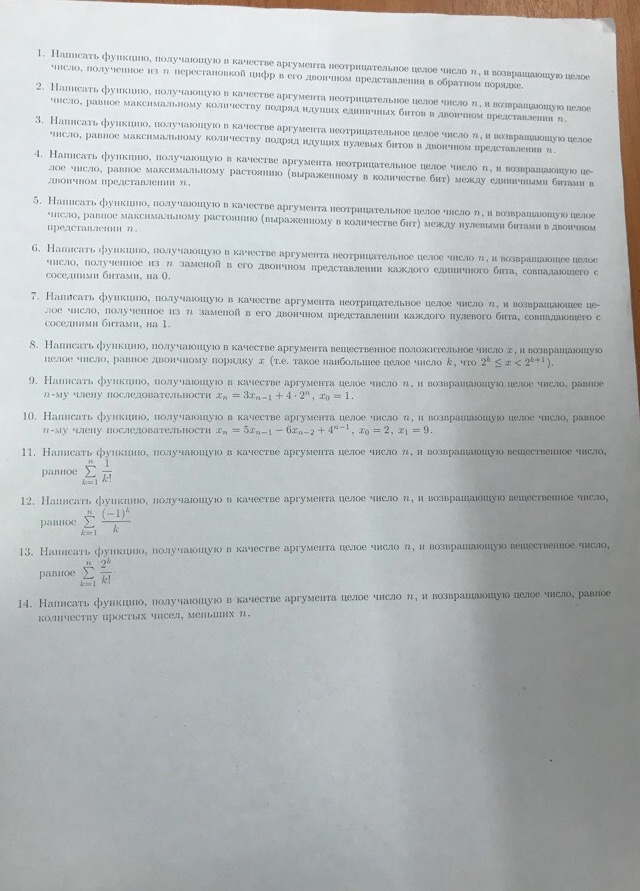 1. Написать функцию, получающую в качестве аргумента неотрицательное целое число n, и возвращающую целое
число, полученное из n перестановкой цифр в его двоичном представлении в обратном порядке.
2. Написать функцию, получающую в качестве аргумента неотрицательное целое число n, и возвращающую целое
число, равное максимальному количеству подряд идущих единичных битов в двоичном представлении n.
3. Написать функцию, получающую в качестве аргумента неотрицательное целое число n, и возвращающую целое
число, равное максимальному количеству подряд идущих нулевых битов в двоичном представлении n.
4. Написать функцию, получающую в качестве аргумента неотрицательное целое число n, и возвращающую це-
лое число, равное максимальному растоянию (выраженному в количестве бит) между единичными битами в
двоичном представлении n.
5. Написать функцию, получающую в качестве аргумента неотрицательное целое число n, и возвращающую целое
число, равное максимальному растоянию (выраженному в количестве бит) между нулевыми битами в двоичном
представлении n.
6. Написать функцию, получающую в качестве аргумента неотрицательное целое число n, и возвращающее целое
число, полученное из n заменой в его двоичном представлении каждого единичного бита, совпадающего с
соседними битами, на 0.
7. Написать функцию, получающую в качестве аргумента неотрицательное целое число n, и возвращающее це-
лое число, полученное из n заменой в его двоичном представлении каждого нулевого бита, совпадающего с
соседними битами, на 1.
8. Написать функцию, получающую в качестве аргумента вещественное положительное число x, и возвращающую
целое число, равное двоичному порядку x (т.е. такое наибольшее целое число k, что 2^k ≤ x < 2^{k+1}).
9. Написать функцию, получающую в качестве аргумента целое число n, и возвращающую целое число, равное
n-му члену последовательности x_n = 3x_{n−1} + 4 · 2^n, x_0 = 1.
10. Написать функцию, получающую в качестве аргумента целое число n, и возвращающую целое число, равное
n-му члену последовательности x_n = 5x_{n−1} − 6x_{n−2} + 4^{n−1}, x_0 = 2, x_1 = 9.
11. Написать функцию, получающую в качестве аргумента целое число n, и возвращающую вещественное число,
равное ∑_{k=1}^{n} 1/k!
12. Написать функцию, получающую в качестве аргумента целое число n, и возвращающую вещественное число,
равное ∑_{k=1}^{n} (−1)^k/k
13. Написать функцию, получающую в качестве аргумента целое число n, и возвращающую вещественное число,
равное ∑_{k=1}^{n} 2^k/k!
14. Написать функцию, получающую в качестве аргумента целое число n, и возвращающую целое число, равное
количеству простых чисел, меньших n.